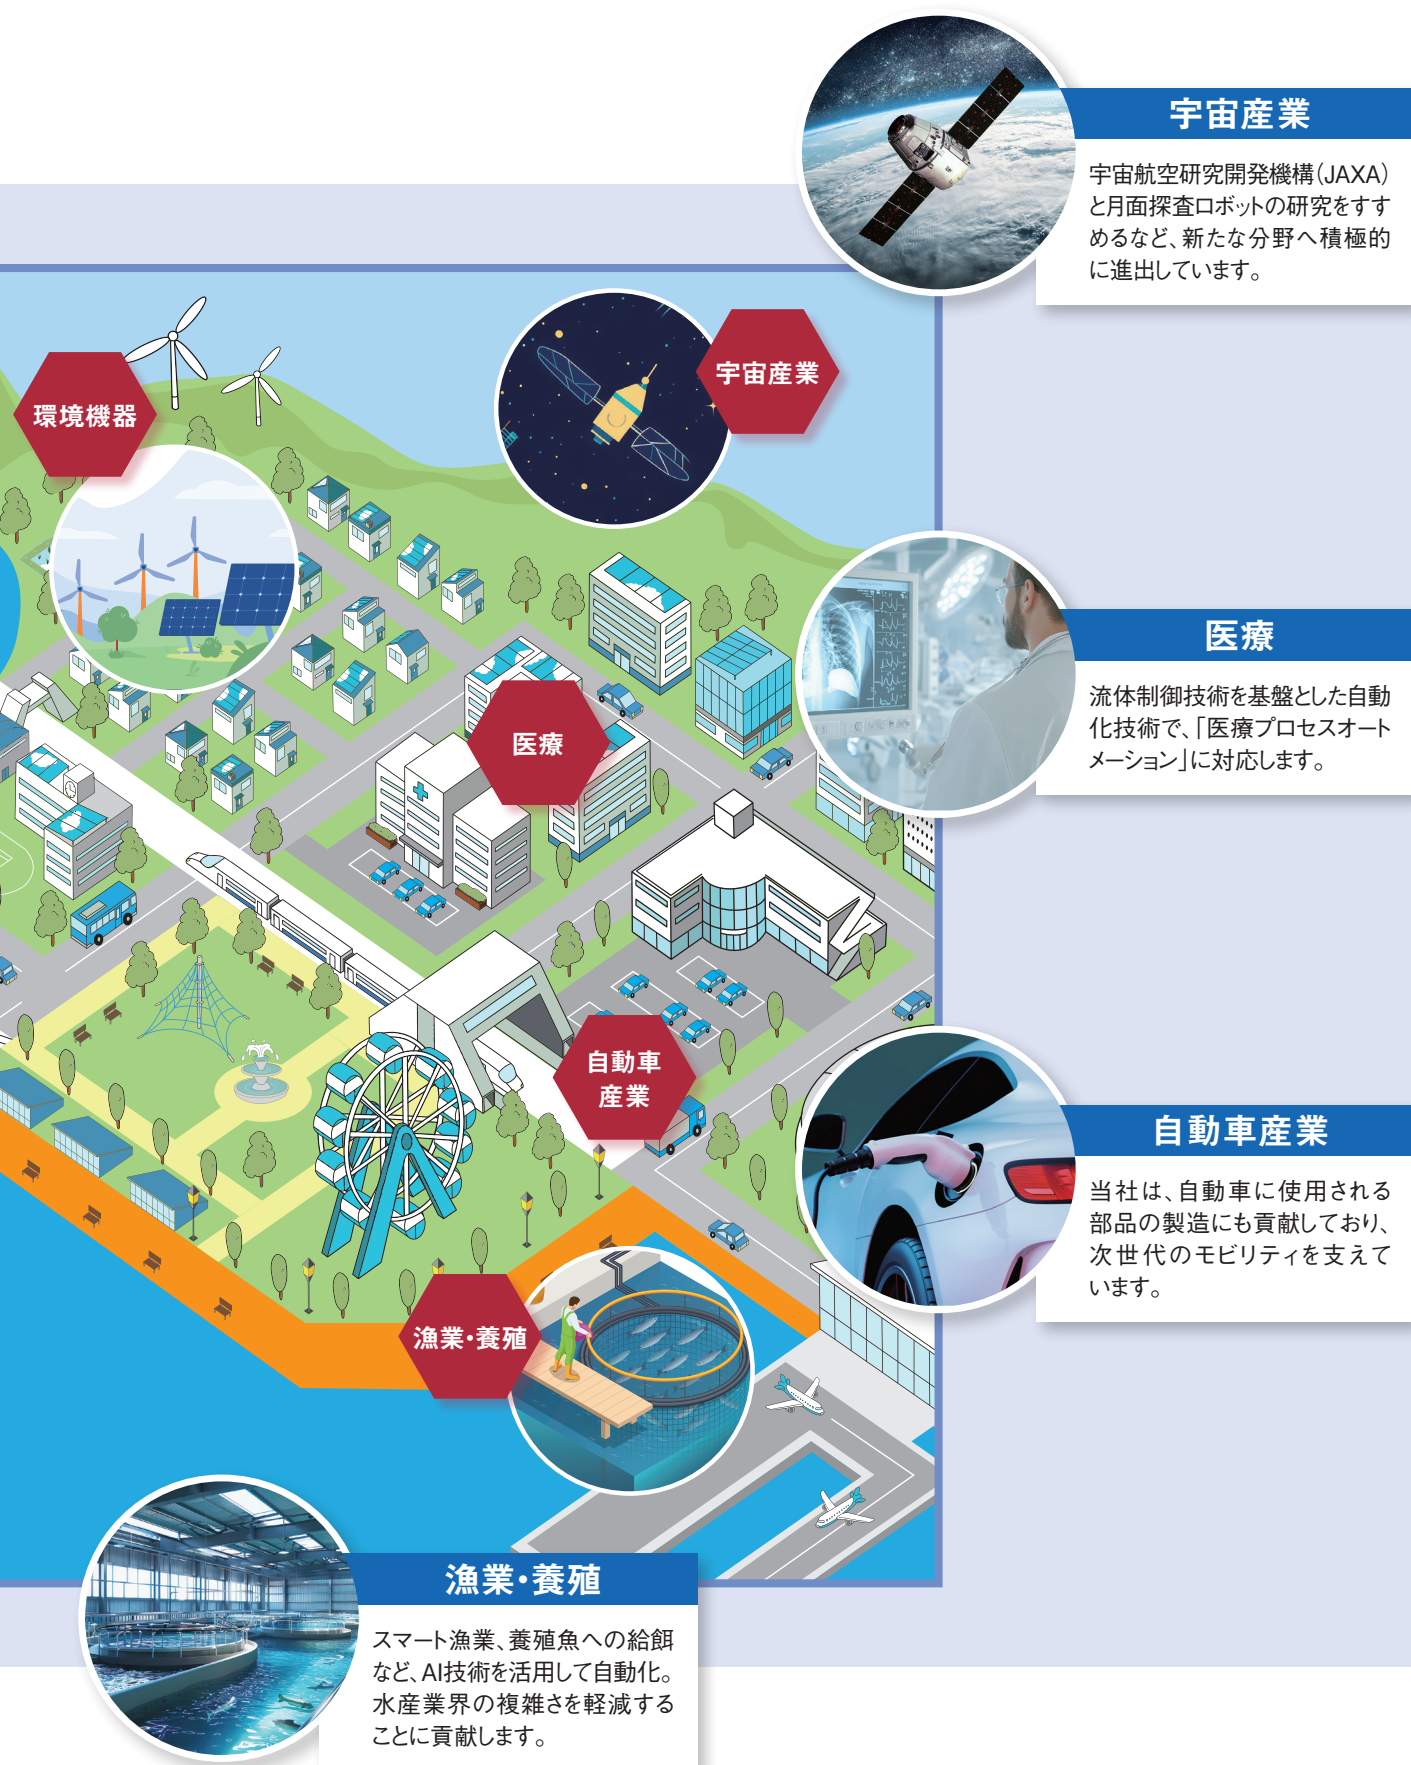 宇宙産業
宇宙航空研究開発機構（JAXA）
と月面探査ロボットの研究をすす
めるなど、新たな分野へ積極的
に進出しています。
宇宙産業
環境機器
医療
流体制御技術を基盤とした自動
化技術で、「医療プロセスオート
メーション」に対応します。
医療
自動車
産業
自動車産業
当社は、自動車に使用される
部品の製造にも貢献しており、
次世代のモビリティを支えて
います。
漁業・養殖
漁業・養殖
スマート漁業、養殖魚への給餌
など、AI技術を活用して自動化。
水産業界の複雑さを軽減する
ことに貢献します。